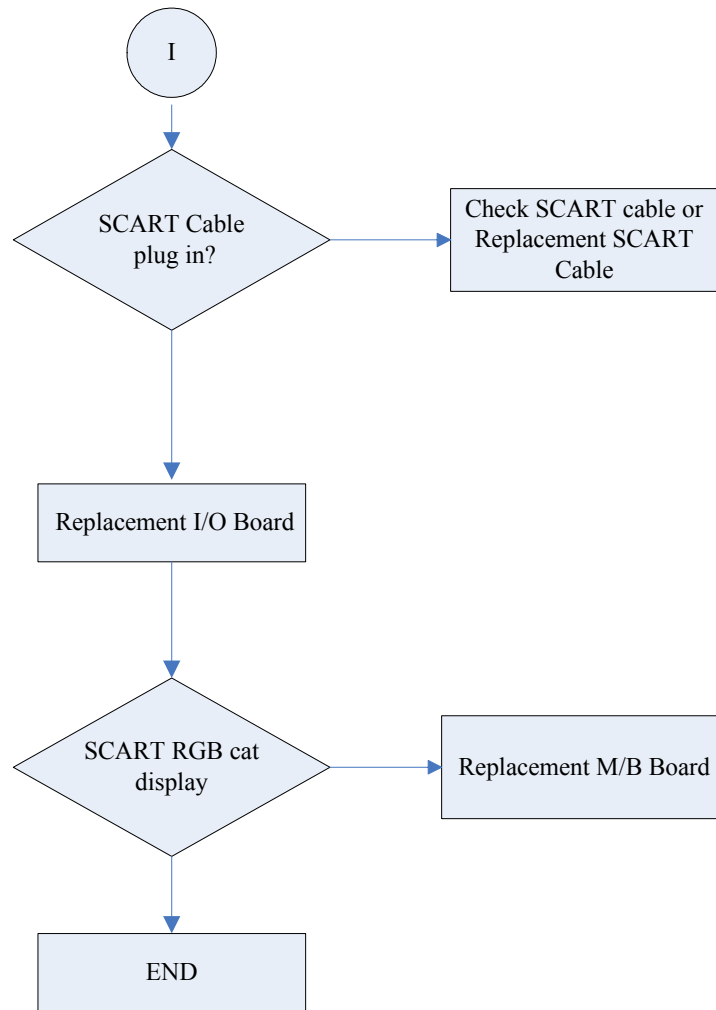 I
SCART Cable
plug in?
Check SCART cable or
Replacement SCART
Cable
Replacement I/O Board
SCART RGB cat
display
Replacement M/B Board
END